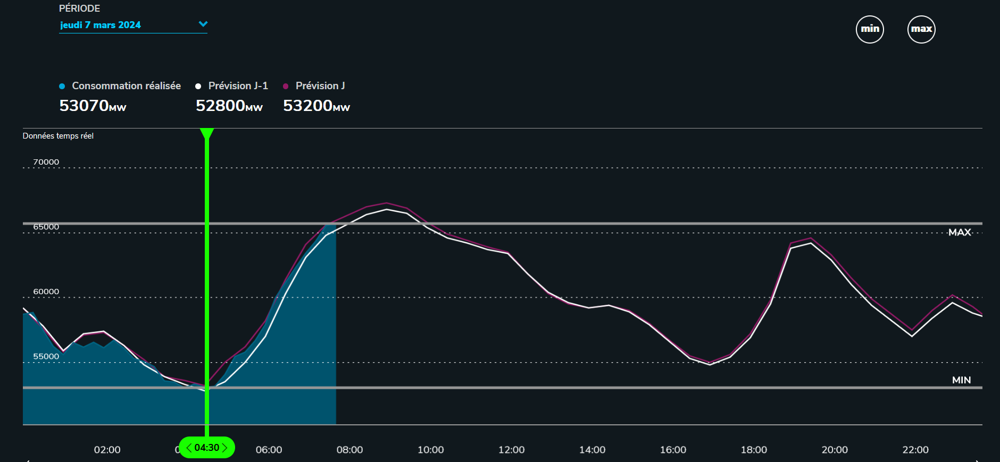 PÉRIODE
jeudi 7 mars 2024
min max
Consommation réalisée Prévision J-1 Prévision J
53070MW 52800MW 53200MW
Données temps réel
70000
65000
MAX
60000
55000
MIN
02:00 04:30 06:00 08:00 10:00 12:00 14:00 16:00 18:00 20:00 22:00